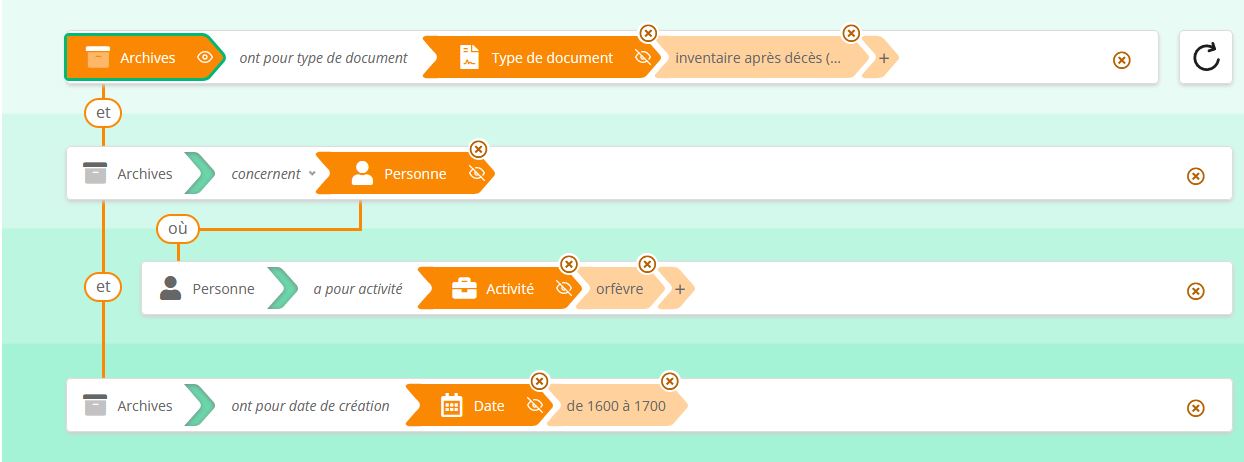 Archives ont pour type de document Type de document inventaire après décès (... +
et
Archives concernent Personne
où
Personne a pour activité Activité orfèvre +
et
Archives ont pour date de création Date de 1600 à 1700